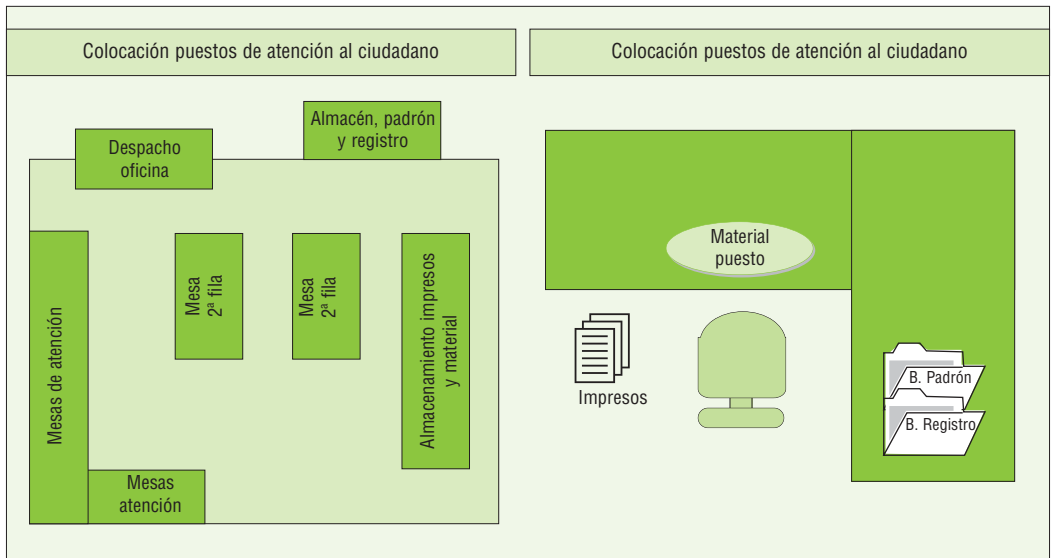 Colocación puestos de atención al ciudadano
Despacho
oficina
Almacén, padrón
y registro
Mesas de atención
Mesa
2ª fila
Mesa
2ª fila
Almacenamiento impresos
y material
Mesas
atención
Colocación puestos de atención al ciudadano
Material
puesto
Impresos
B. Padrón
B. Registro